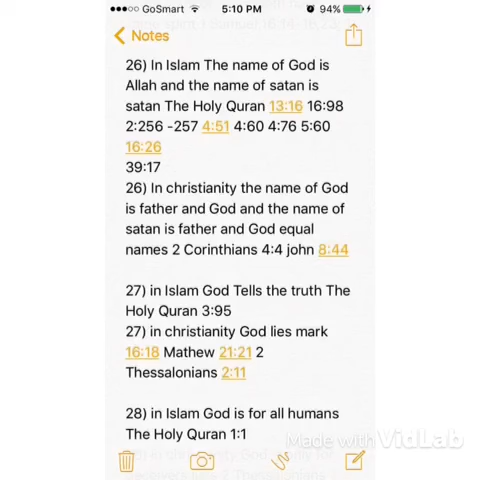 GoSmart 5:10 PM 94%
Notes
26) In Islam The name of God is
Allah and the name of satan is
satan The Holy Quran 13:16 16:98
2:256 -257 4:51 4:60 4:76 5:60
16:26
39:17
26) In christianity the name of God
is father and God and the name of
satan is father and God equal
names 2 Corinthians 4:4 john 8:44
27) in Islam God Tells the truth The
Holy Quran 3:95
27) in christianity God lies mark
16:18 Mathew 21:21 2
Thessalonians 2:11
28) in Islam God is for all humans
The Holy Quran 1:1
Made with VidLab